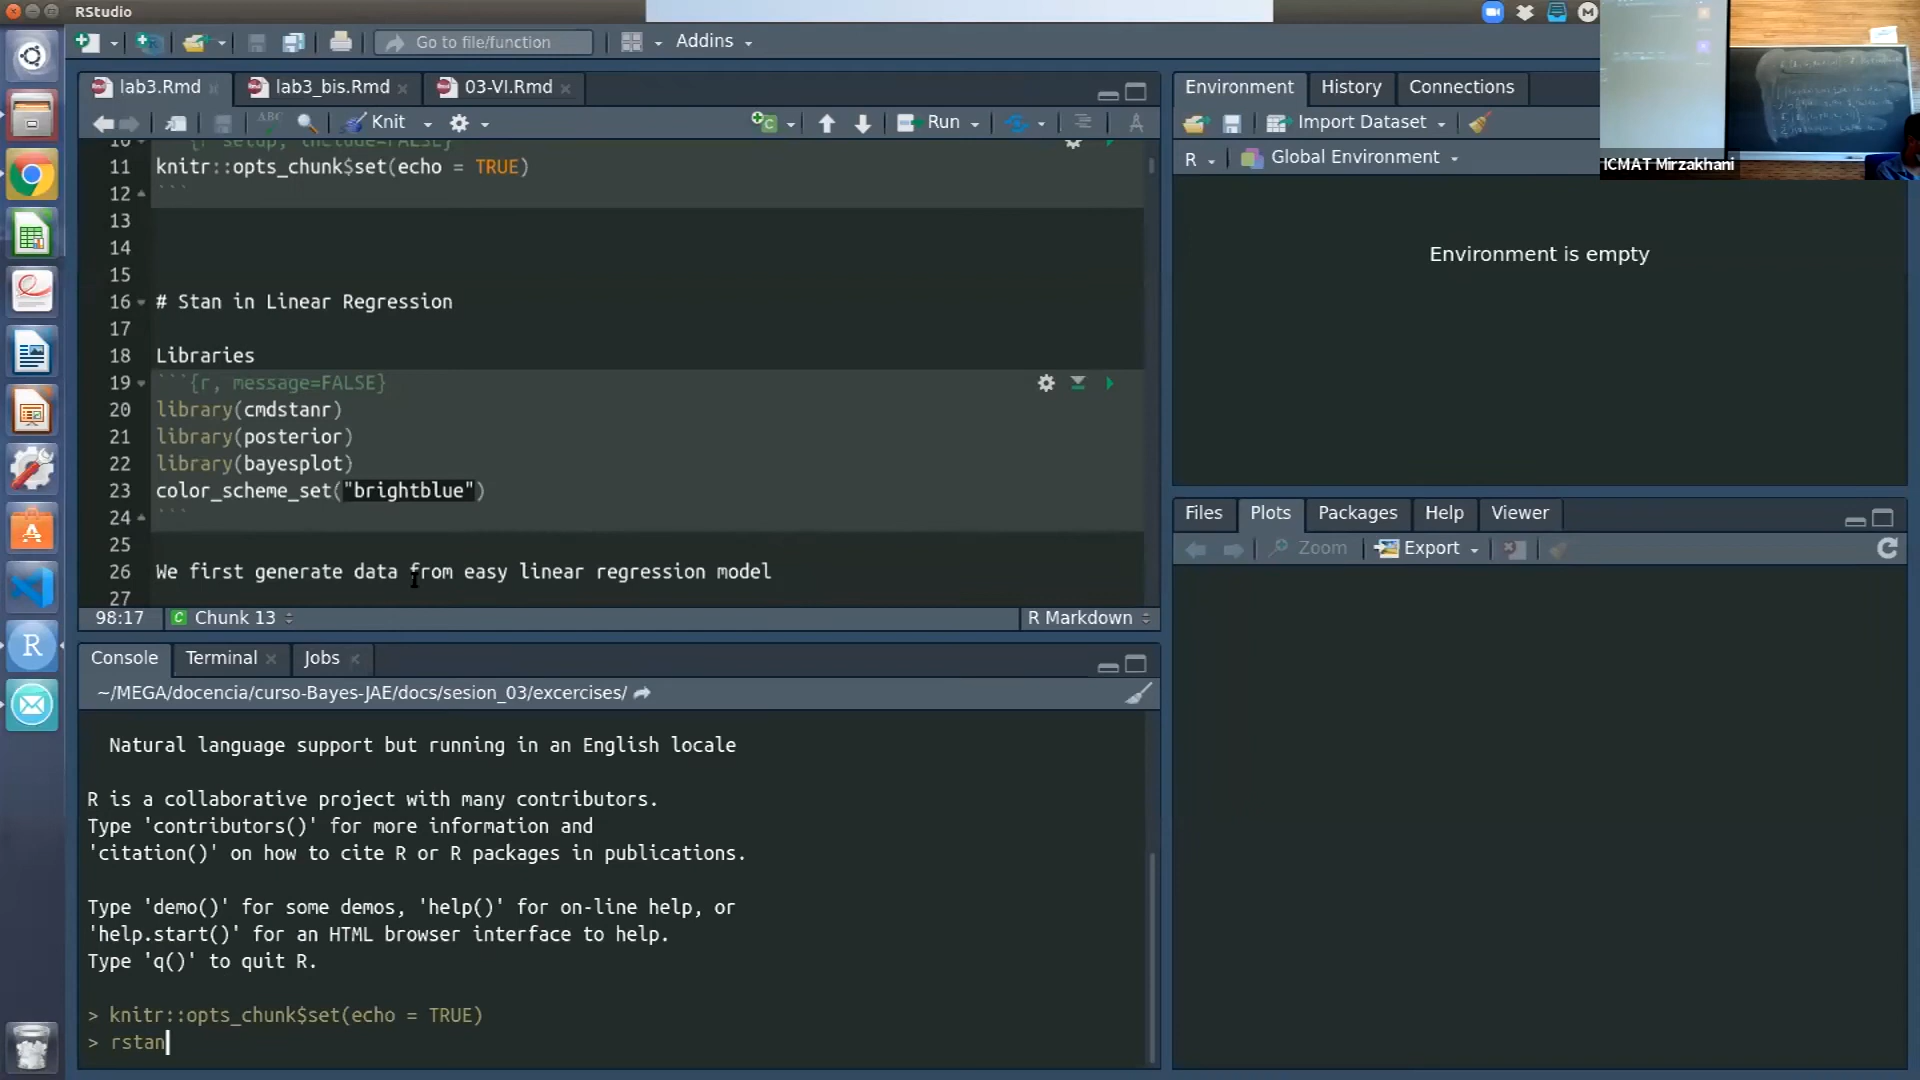 RStudio
Go to file/function
Addins
lab3.Rmd
lab3_bis.Rmd
03-VI.Rmd
ABC
Knit
Run
10 ```{r setup, include=FALSE}
11 knitr::opts_chunk$set(echo = TRUE)
12 ```
13
14
15
16 # Stan in Linear Regression
17
18 Libraries
19 ```{r, message=FALSE}
20 library(cmdstanr)
21 library(posterior)
22 library(bayesplot)
23 color_scheme_set("brightblue")
24 ```
25
26 We first generate data from easy linear regression model
27
98:17 C Chunk 13 R Markdown
Console Terminal Jobs
~/MEGA/docencia/curso-Bayes-JAE/docs/sesion_03/excercises/
Natural language support but running in an English locale
R is a collaborative project with many contributors.
Type 'contributors()' for more information and
'citation()' on how to cite R or R packages in publications.
Type 'demo()' for some demos, 'help()' for on-line help, or
'help.start()' for an HTML browser interface to help.
Type 'q()' to quit R.
> knitr::opts_chunk$set(echo = TRUE)
> rstan
Environment History Connections
Import Dataset
R Global Environment
Environment is empty
Files Plots Packages Help Viewer
Zoom Export
ICMAT Mirzakhani